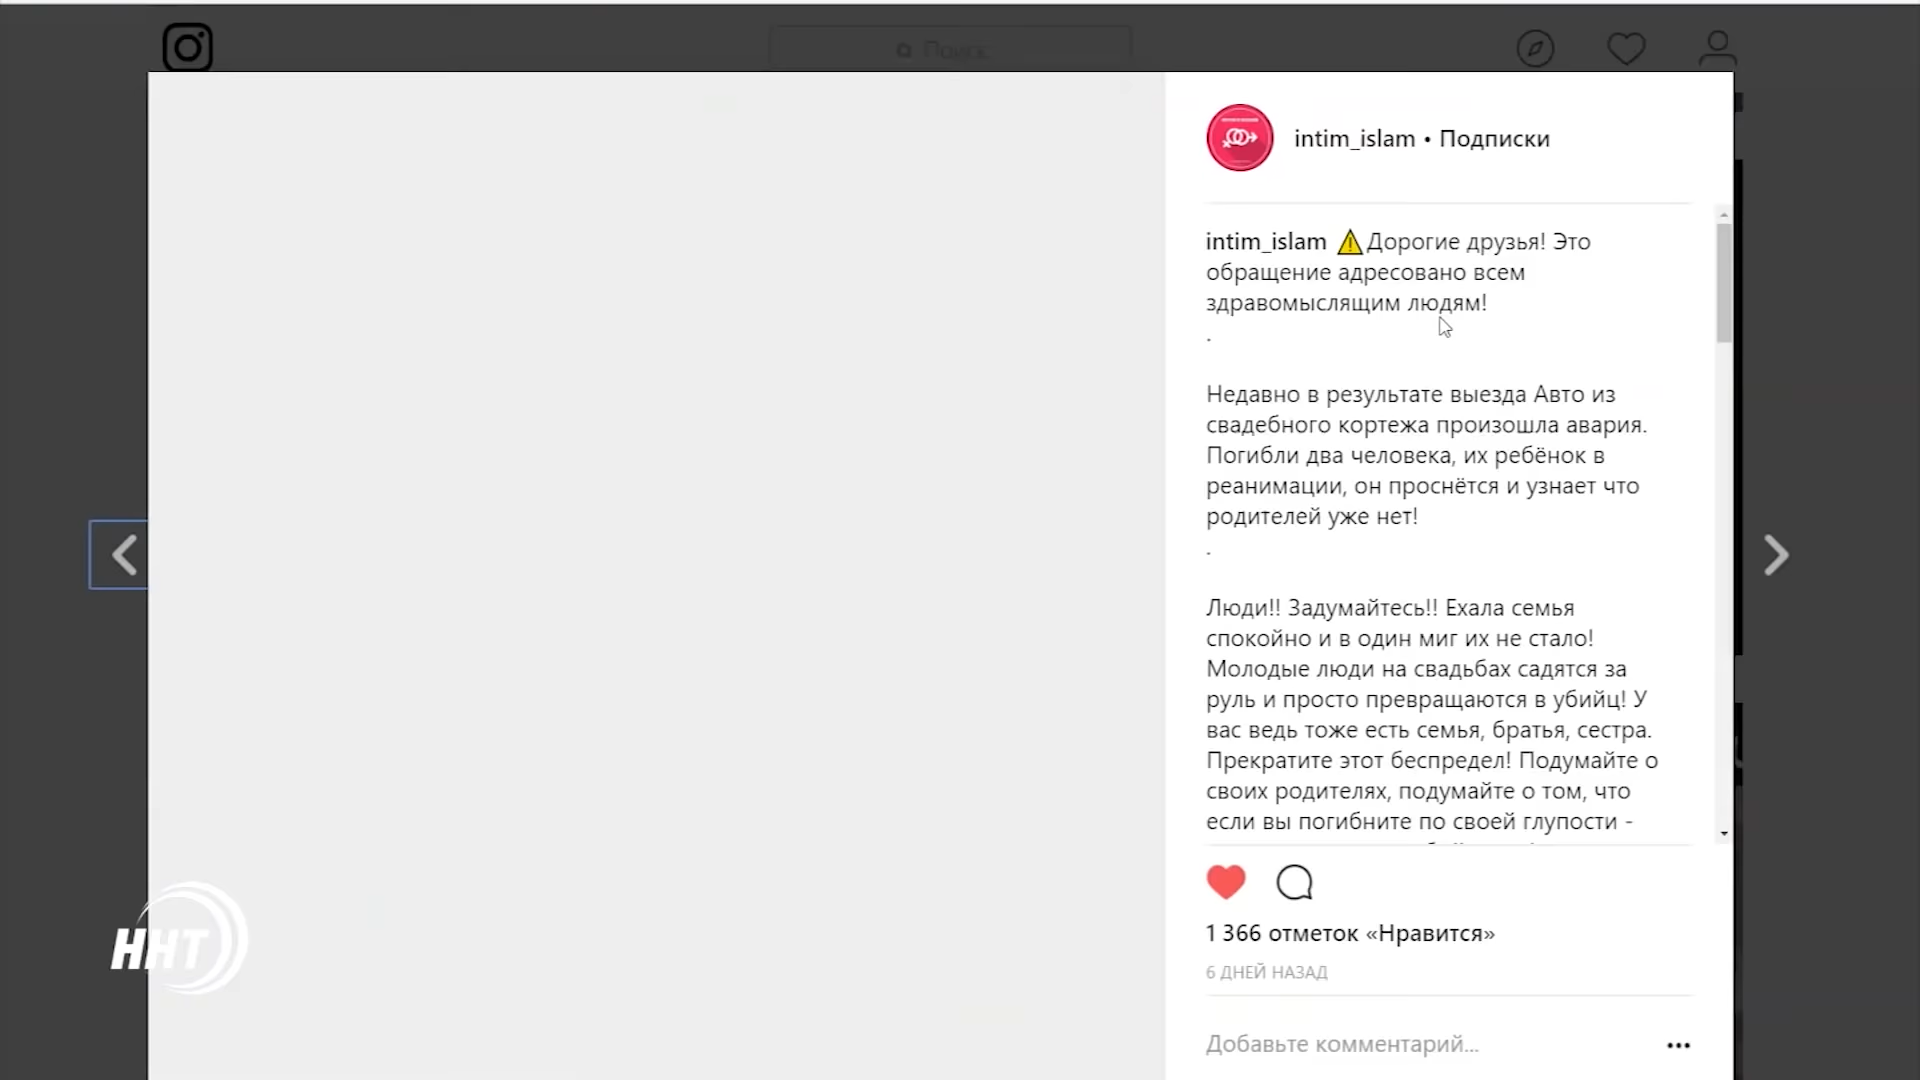 Поиск
intim_islam • Подписки
intim_islam ⚠Дорогие друзья! Это
обращение адресовано всем
здравомыслящим людям!
.
Недавно в результате выезда Авто из
свадебного кортежа произошла авария.
Погибли два человека, их ребёнок в
реанимации, он проснётся и узнает что
родителей уже нет!
.
Люди!! Задумайтесь!! Ехала семья
спокойно и в один миг их не стало!
Молодые люди на свадьбах садятся за
руль и просто превращаются в убийц! У
вас ведь тоже есть семья, братья, сестра.
Прекратите этот беспредел! Подумайте о
своих родителях, подумайте о том, что
если вы погибните по своей глупости -
1 366 отметок «Нравится»
6 ДНЕЙ НАЗАД
Добавьте комментарий...
ННТ